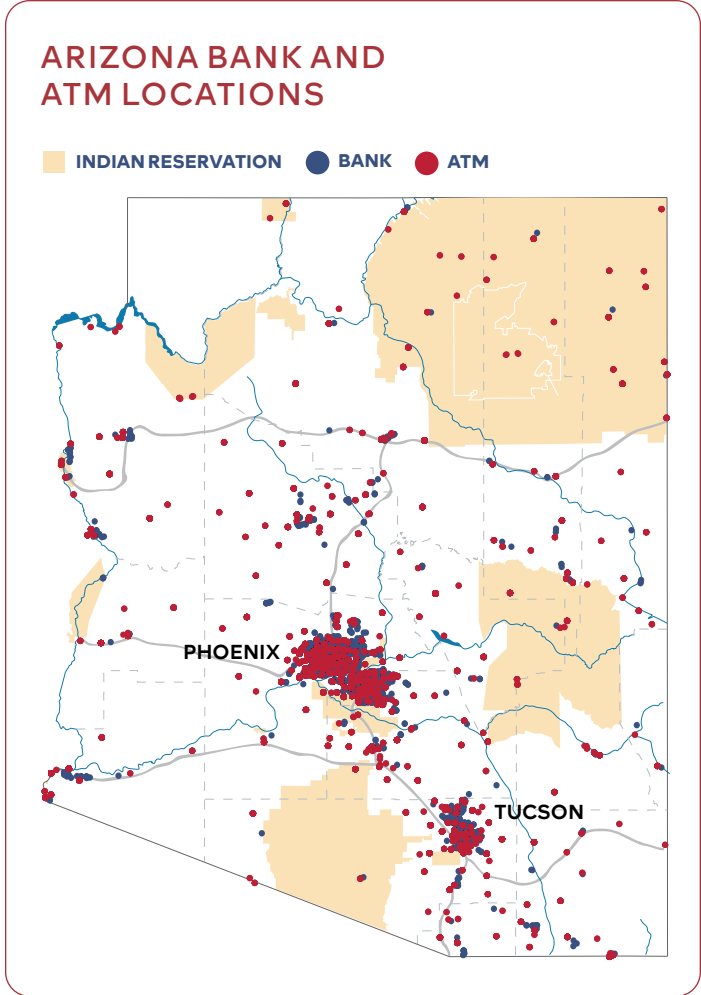 ARIZONA BANK AND
ATM LOCATIONS
INDIAN RESERVATION BANK ATM
PHOENIX
TUCSON